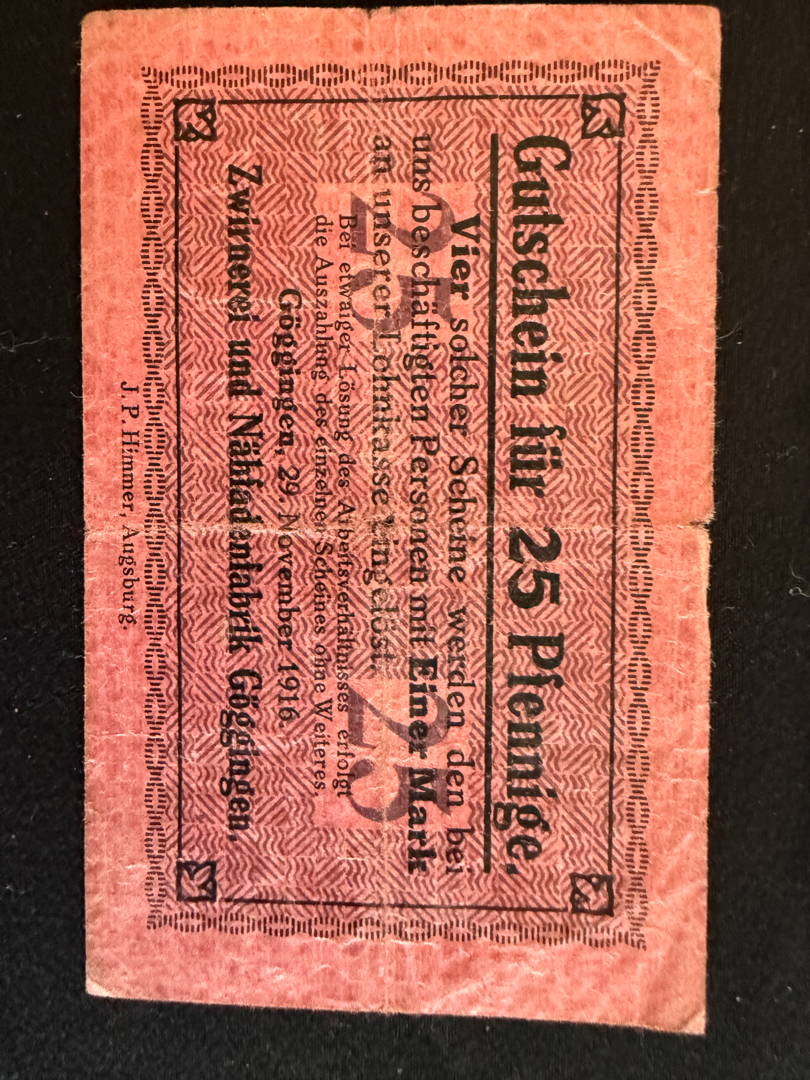 Gutschein für 25 Pfennige.
Vier solcher Scheine werden den bei
uns beschäftigten Personen mit Einer Mark
an unserer Lohnkasse eingelöst.
25 25
Bei etwaiger Lösung des Arbeitsverhältnisses erfolgt
die Auszahlung des einzelnen Scheines ohne Weiteres
Göggingen, 29. November 1916.
Zwirnerei und Nähfadenfabrik Göggingen,
J. P. Himmer, Augsburg.